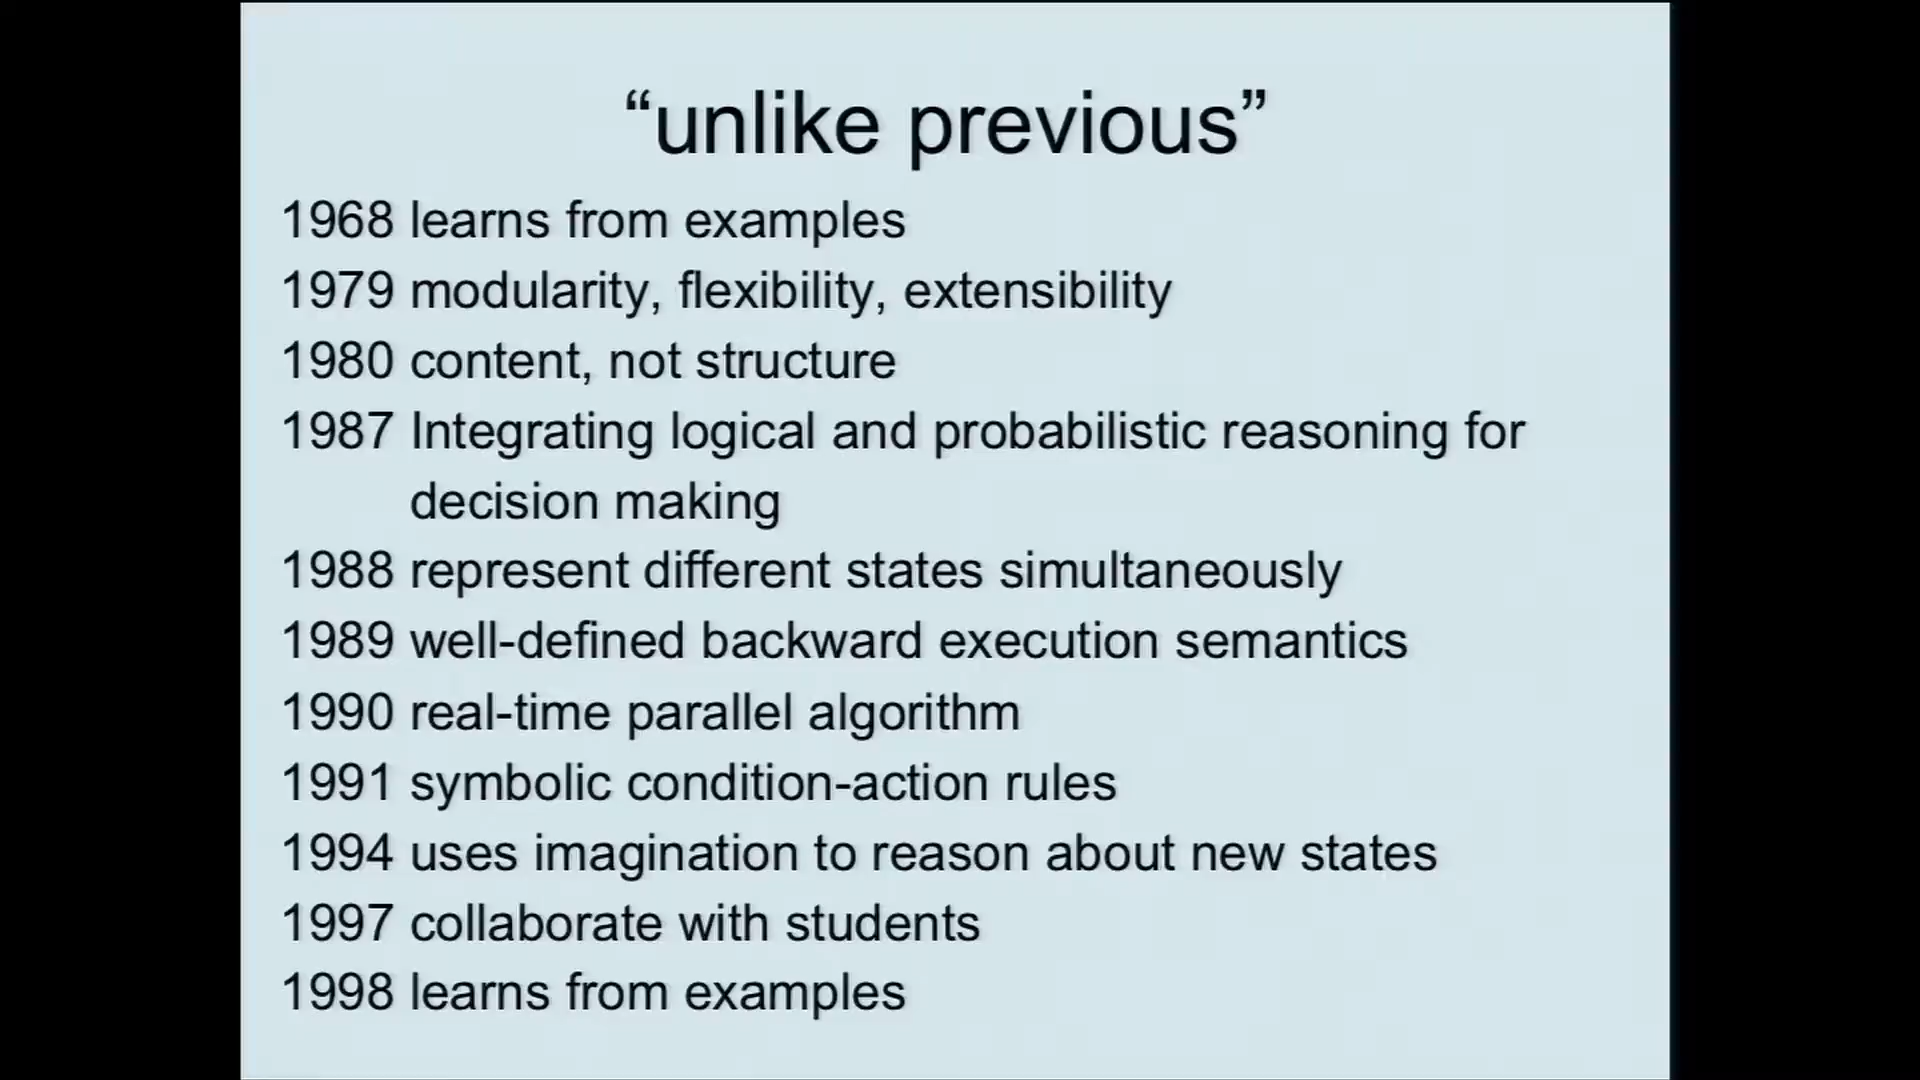 “unlike previous”
1968 learns from examples
1979 modularity, flexibility, extensibility
1980 content, not structure
1987 Integrating logical and probabilistic reasoning for
decision making
1988 represent different states simultaneously
1989 well-defined backward execution semantics
1990 real-time parallel algorithm
1991 symbolic condition-action rules
1994 uses imagination to reason about new states
1997 collaborate with students
1998 learns from examples